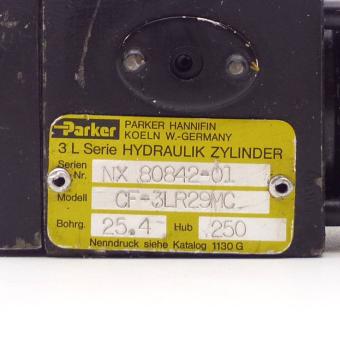 Parker PARKER HANNIFIN
KOELN W.-GERMANY
3 L Serie HYDRAULIK ZYLINDER
Serien Nr. NX 80842-01
Modell CF-3LR29MC
Bohrg. 25.4 Hub 250
Nenndruck siehe Katalog 1130 G